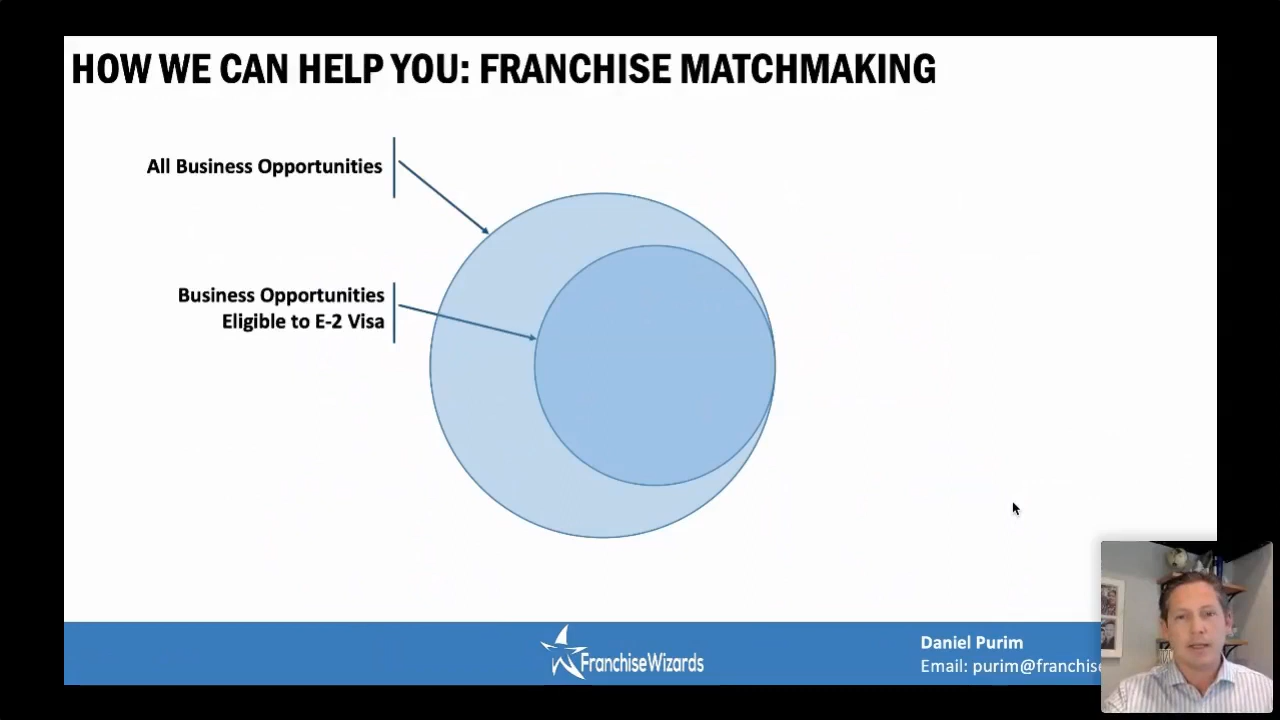 HOW WE CAN HELP YOU: FRANCHISE MATCHMAKING
All Business Opportunities
Business Opportunities
Eligible to E-2 Visa
FranchiseWizards
Daniel Purim
Email: purim@franchise